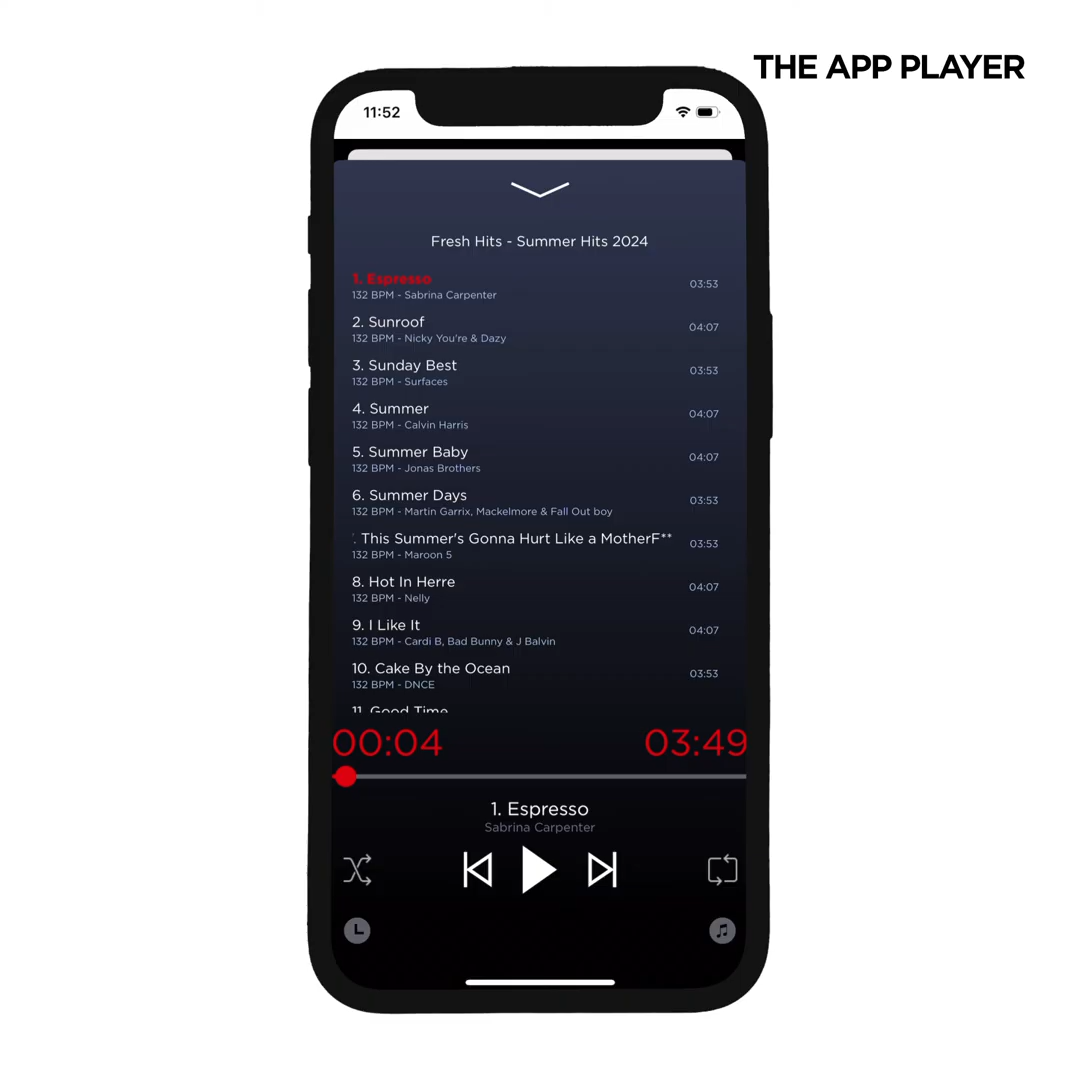 THE APP PLAYER
11:52
Fresh Hits - Summer Hits 2024
1. Espresso
03:53
132 BPM - Sabrina Carpenter
2. Sunroof
04:07
132 BPM - Nicky You're & Dazy
3. Sunday Best
03:53
132 BPM - Surfaces
4. Summer
04:07
132 BPM - Calvin Harris
5. Summer Baby
04:07
132 BPM - Jonas Brothers
6. Summer Days
03:53
132 BPM - Martin Garrix, Mackelmore & Fall Out boy
. This Summer's Gonna Hurt Like a MotherF**
03:53
132 BPM - Maroon 5
8. Hot In Herre
04:07
132 BPM - Nelly
9. I Like It
04:07
132 BPM - Cardi B, Bad Bunny & J Balvin
10. Cake By the Ocean
03:53
132 BPM - DNCE
11. Good Time
00:04
03:49
1. Espresso
Sabrina Carpenter